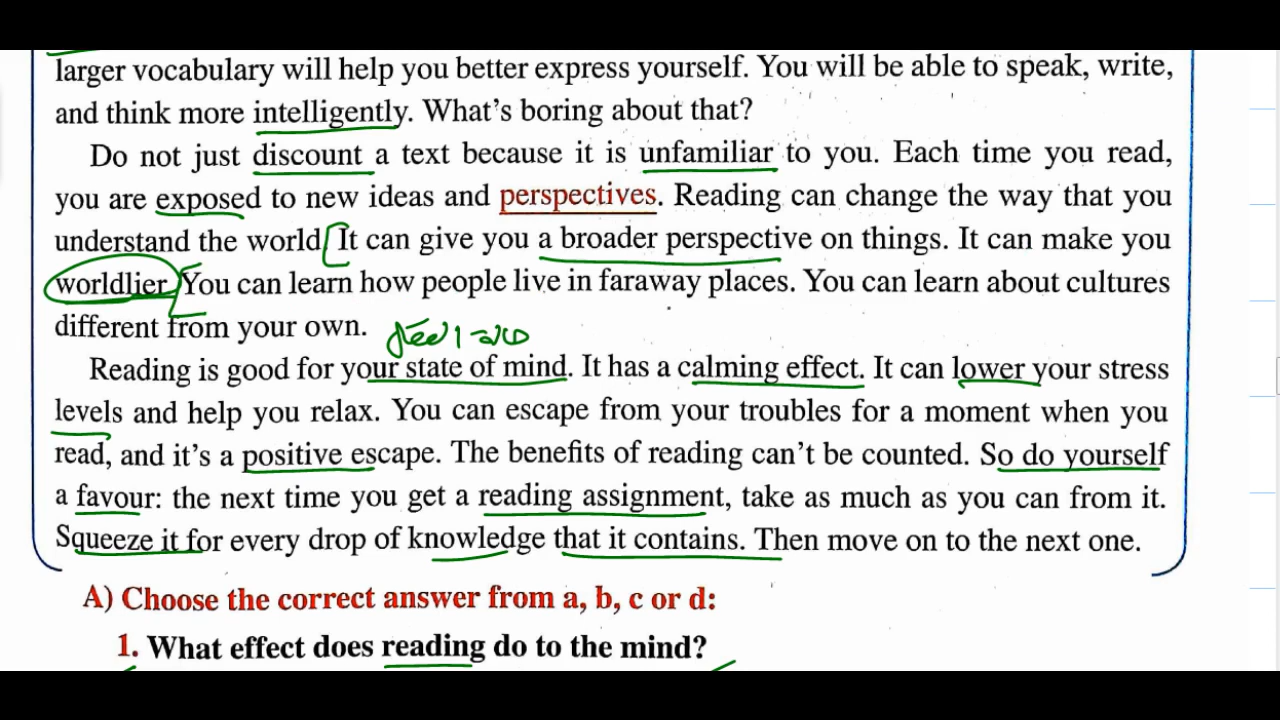 larger vocabulary will help you better express yourself. You will be able to speak, write,
and think more intelligently. What's boring about that?
Do not just discount a text because it is unfamiliar to you. Each time you read,
you are exposed to new ideas and perspectives. Reading can change the way that you
understand the world. It can give you a broader perspective on things. It can make you
worldlier. You can learn how people live in faraway places. You can learn about cultures
different from your own.
Reading is good for your state of mind. It has a calming effect. It can lower your stress
levels and help you relax. You can escape from your troubles for a moment when you
read, and it's a positive escape. The benefits of reading can't be counted. So do yourself
a favour: the next time you get a reading assignment, take as much as you can from it.
Squeeze it for every drop of knowledge that it contains. Then move on to the next one.
A) Choose the correct answer from a, b, c or d:
1. What effect does reading do to the mind?